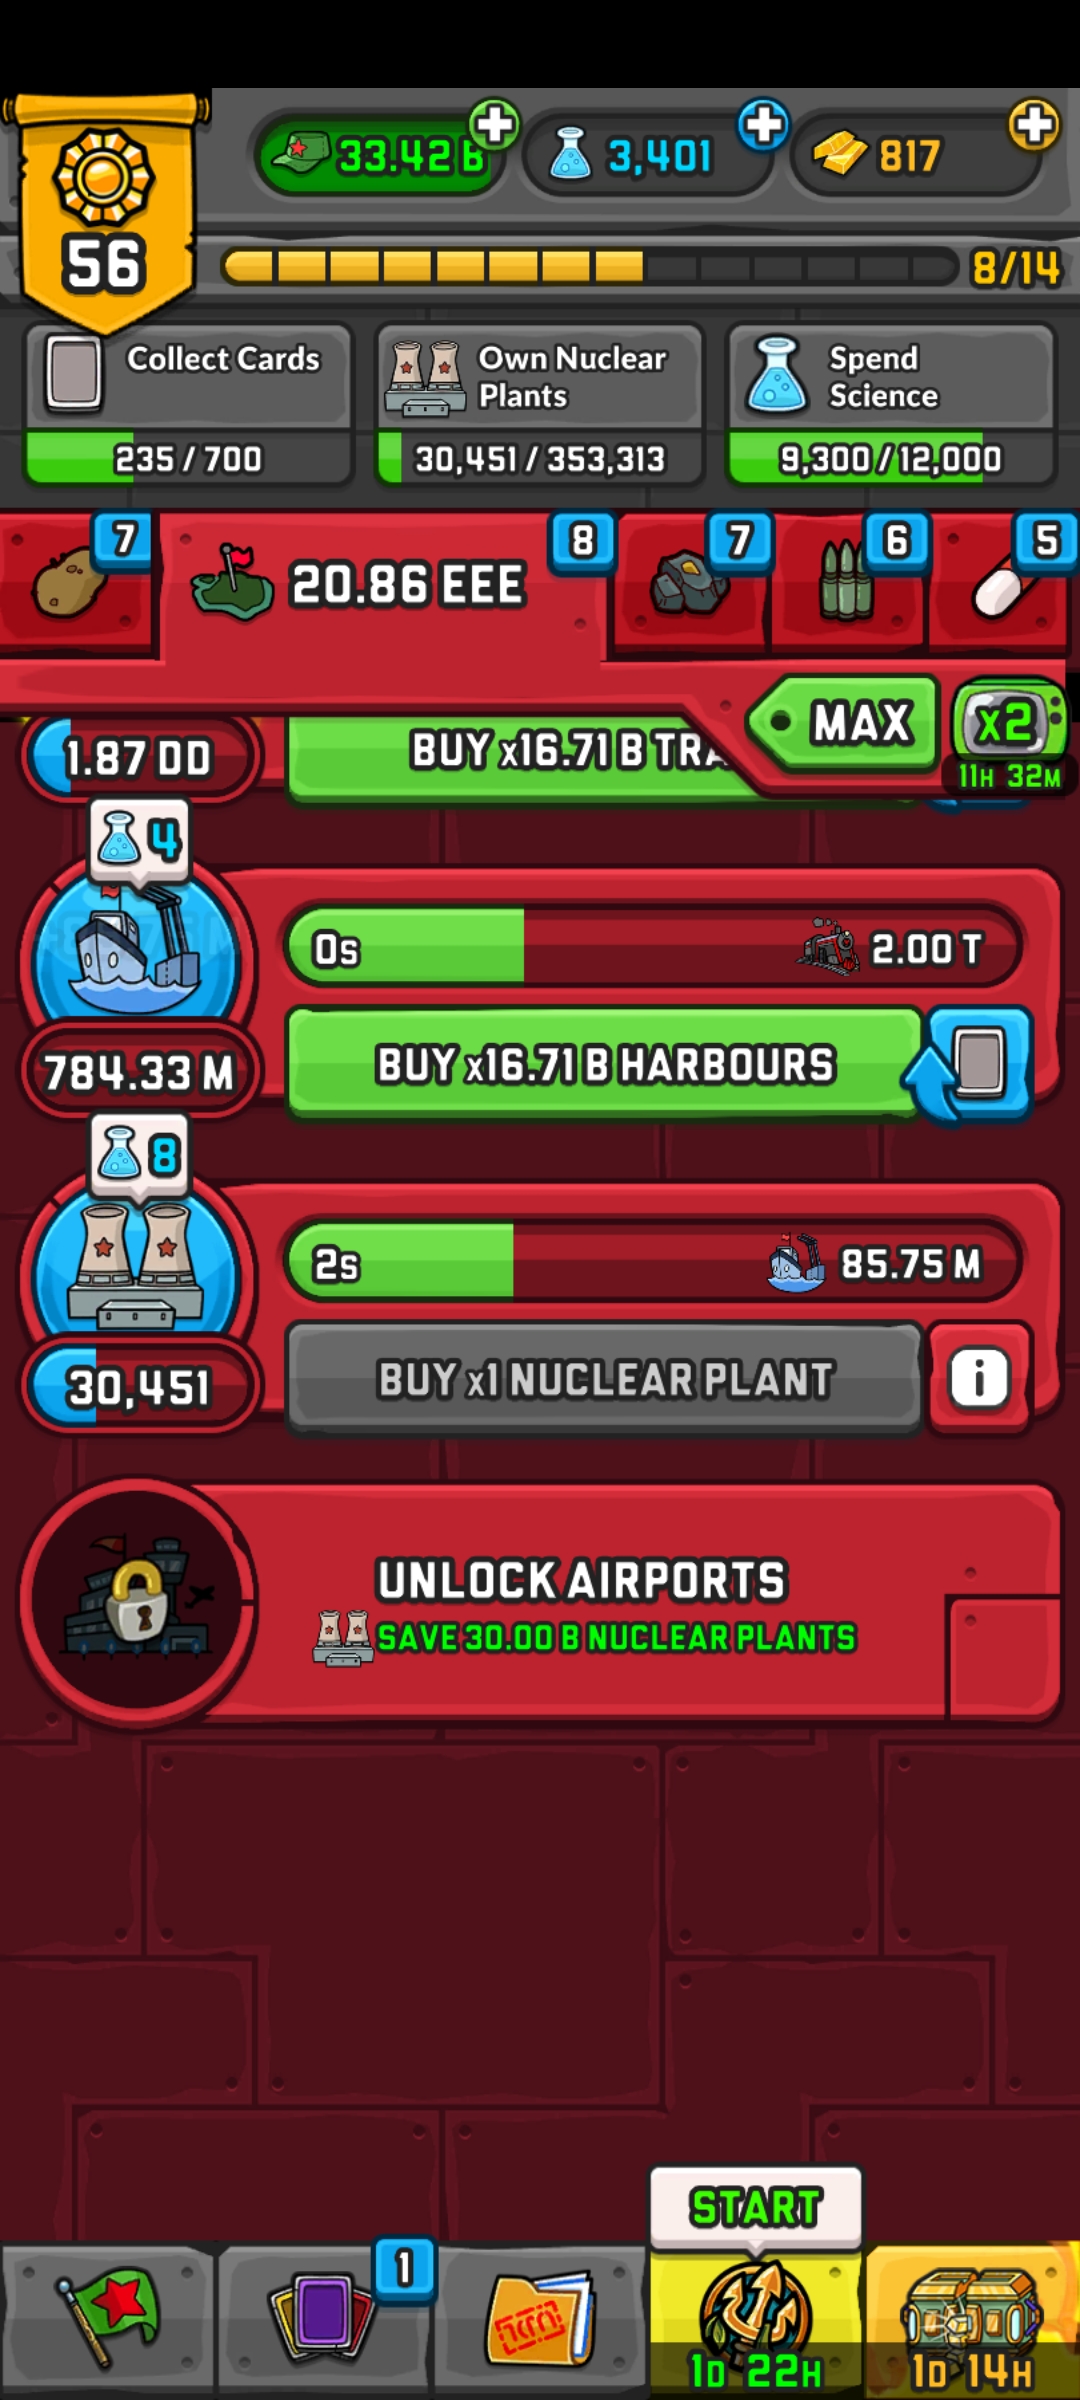 33.42 B
3,401
817
56
8/14
Collect Cards
235 / 700
Own Nuclear
Plants
30,451 / 353,313
Spend
Science
9,300 / 12,000
7
20.86 EEE
8
7
6
5
MAX
X2
11H 32M
1.87 DD
BUY x16.71 B
4
0s
2.00 T
784.33 M
BUY x16.71 B HARBOURS
8
2s
85.75 M
30,451
BUY x1 NUCLEAR PLANT
i
UNLOCK AIRPORTS
SAVE 30.00 B NUCLEAR PLANTS
START
1
1D 22H
1D 14H